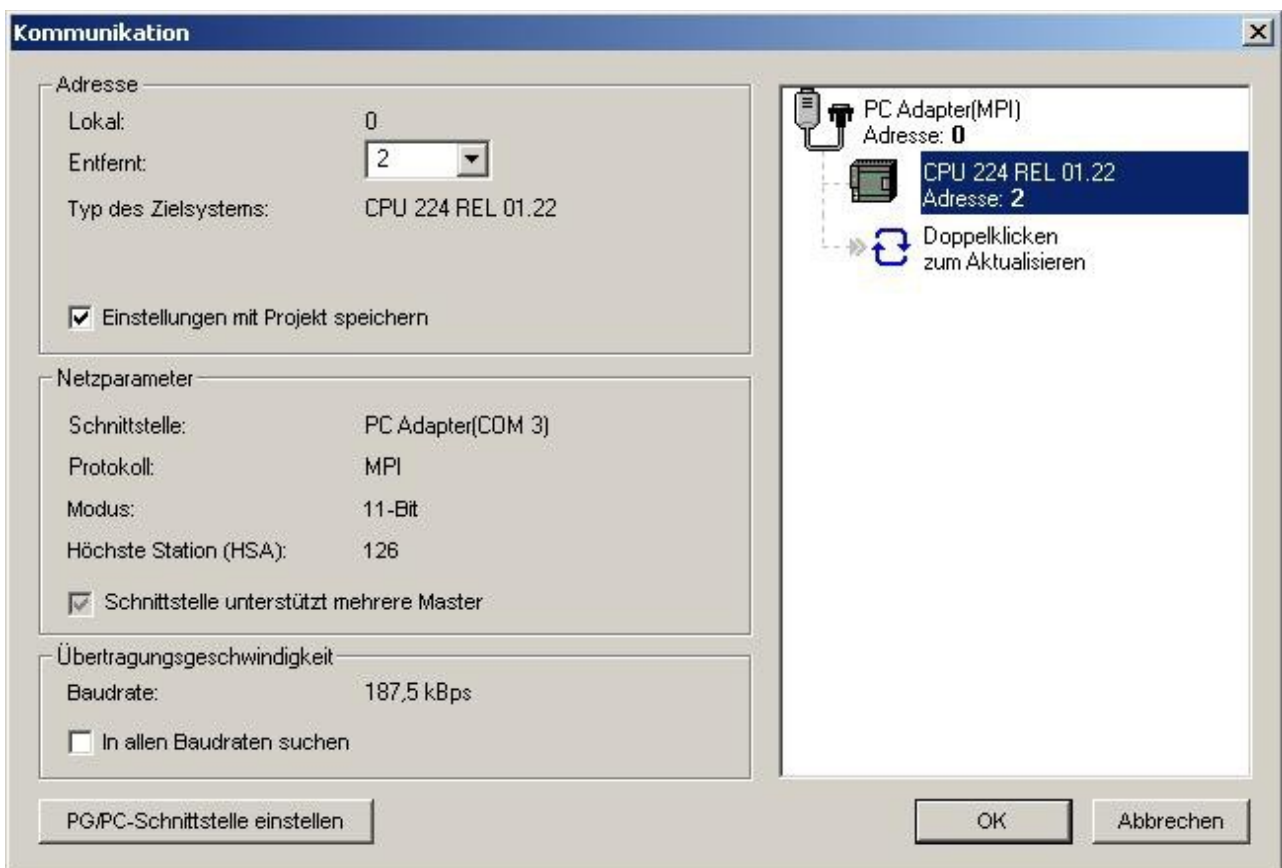 Kommunikation
Adresse
Lokal: 0
Entfernt: 2
Typ des Zielsystems: CPU 224 REL 01.22
Einstellungen mit Projekt speichern
Netzparameter
Schnittstelle: PC Adapter(COM 3)
Protokoll: MPI
Modus: 11-Bit
Höchste Station (HSA): 126
Schnittstelle unterstützt mehrere Master
Übertragungsgeschwindigkeit
Baudrate: 187,5 kBps
In allen Baudraten suchen
PC Adapter(MPI)
Adresse: 0
CPU 224 REL 01.22
Adresse: 2
Doppelklicken
zum Aktualisieren
PG/PC-Schnittstelle einstellen
OK
Abbrechen